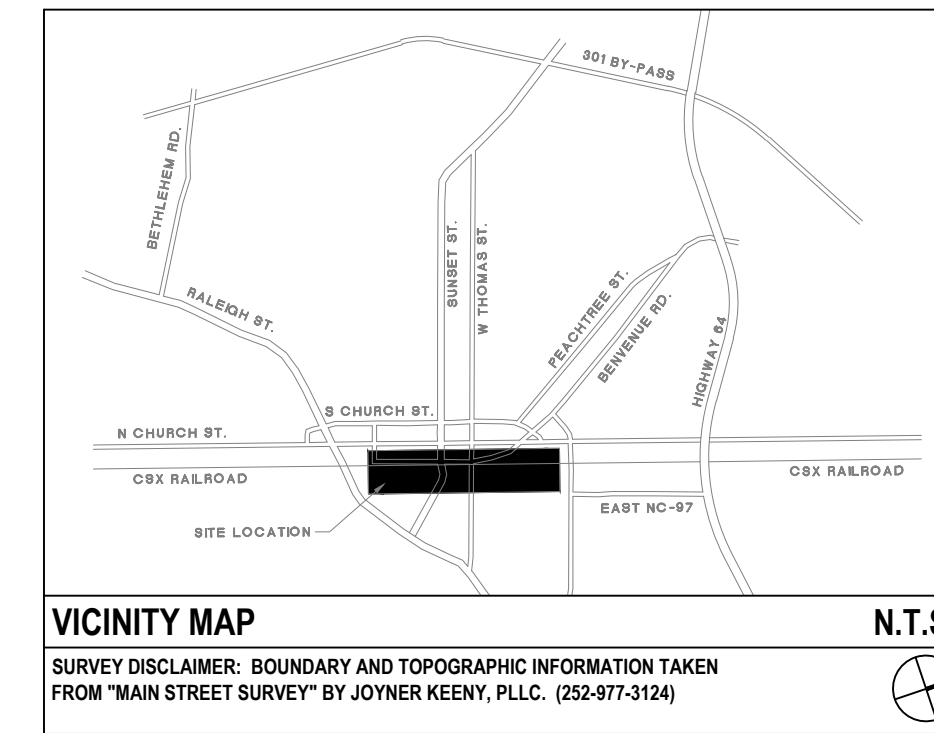 301 BY-PASS
BETHLEHEM RD.
RALEIGH ST.
SUNSET ST.
W THOMAS ST.
PEACHTREE ST.
BENVENUE RD.
HIGHWAY 64
S CHURCH ST.
N CHURCH ST.
CSX RAILROAD
CSX RAILROAD
EAST NC-97
SITE LOCATION
VICINITY MAP
N.T.S
SURVEY DISCLAIMER: BOUNDARY AND TOPOGRAPHIC INFORMATION TAKEN
FROM "MAIN STREET SURVEY" BY JOYNER KEENY, PLLC. (252-977-3124)